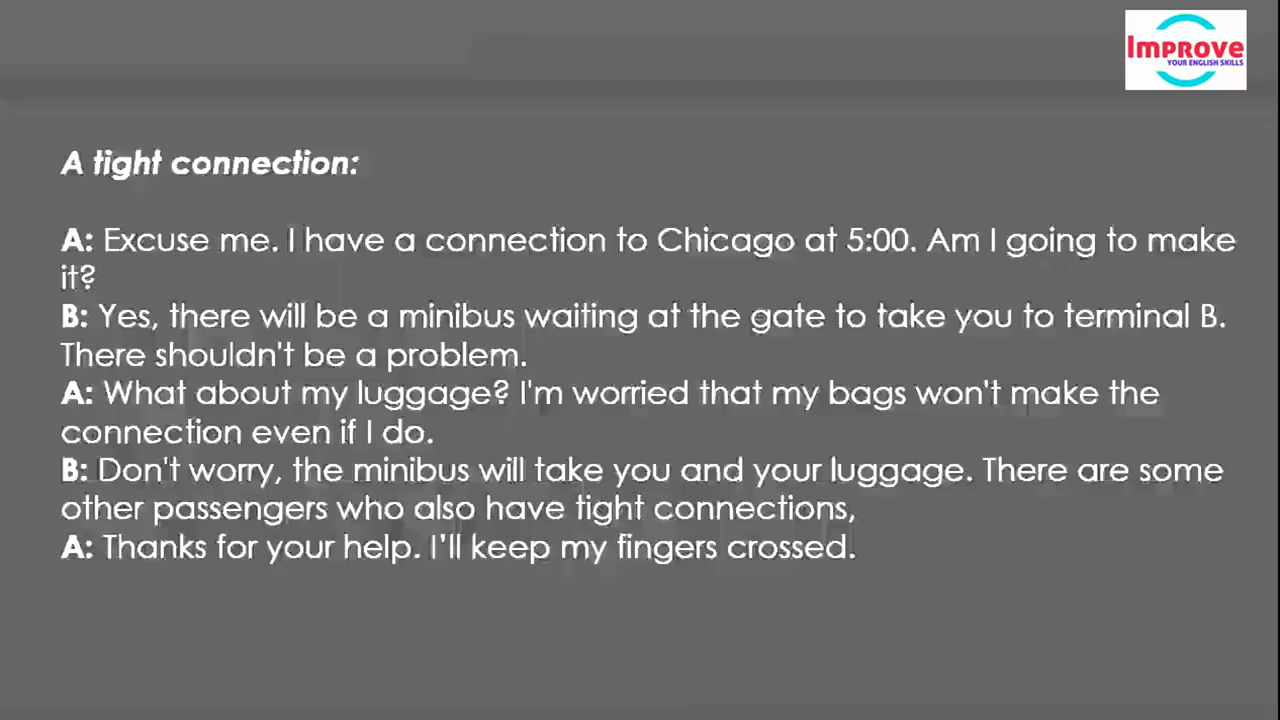 Improve
YOUR ENGLISH SKILLS
A tight connection:
A: Excuse me. I have a connection to Chicago at 5:00. Am I going to make
it?
B: Yes, there will be a minibus waiting at the gate to take you to terminal B.
There shouldn't be a problem.
A: What about my luggage? I'm worried that my bags won't make the
connection even if I do.
B: Don't worry, the minibus will take you and your luggage. There are some
other passengers who also have tight connections,
A: Thanks for your help. I'll keep my fingers crossed.